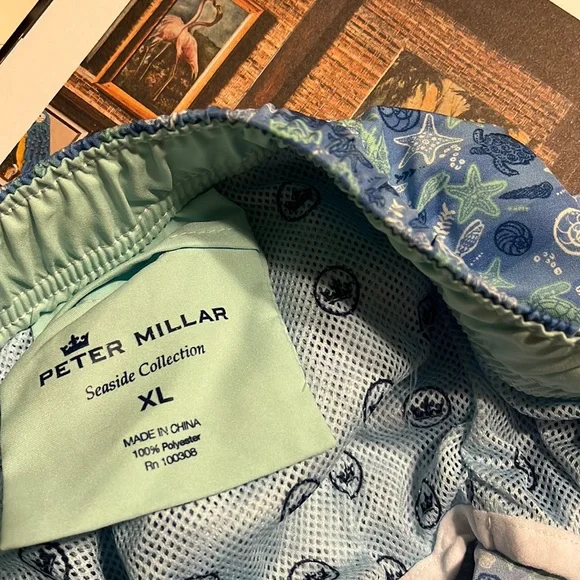 PETER MILLAR
Seaside Collection
XL
MADE IN CHINA
100% Polyester
Rn 100308